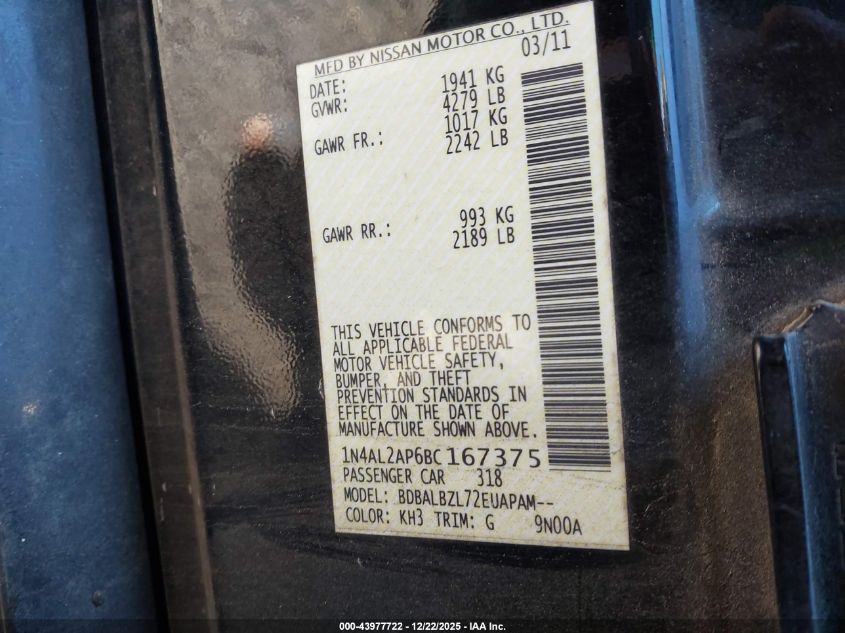 MFD BY NISSAN MOTOR CO., LTD.
DATE: 03/11
GVWR: 1941 KG
4279 LB
GAWR FR.: 1017 KG
2242 LB
GAWR RR.: 993 KG
2189 LB
THIS VEHICLE CONFORMS TO
ALL APPLICABLE FEDERAL
MOTOR VEHICLE SAFETY,
BUMPER, AND THEFT
PREVENTION STANDARDS IN
EFFECT ON THE DATE OF
MANUFACTURE SHOWN ABOVE.
1N4AL2AP6BC167375
PASSENGER CAR 318
MODEL: BDBALBZL72EUAPAM--
COLOR: KH3 TRIM: G 9N00A
000-43977722 - 12/22/2025 - IAA Inc.